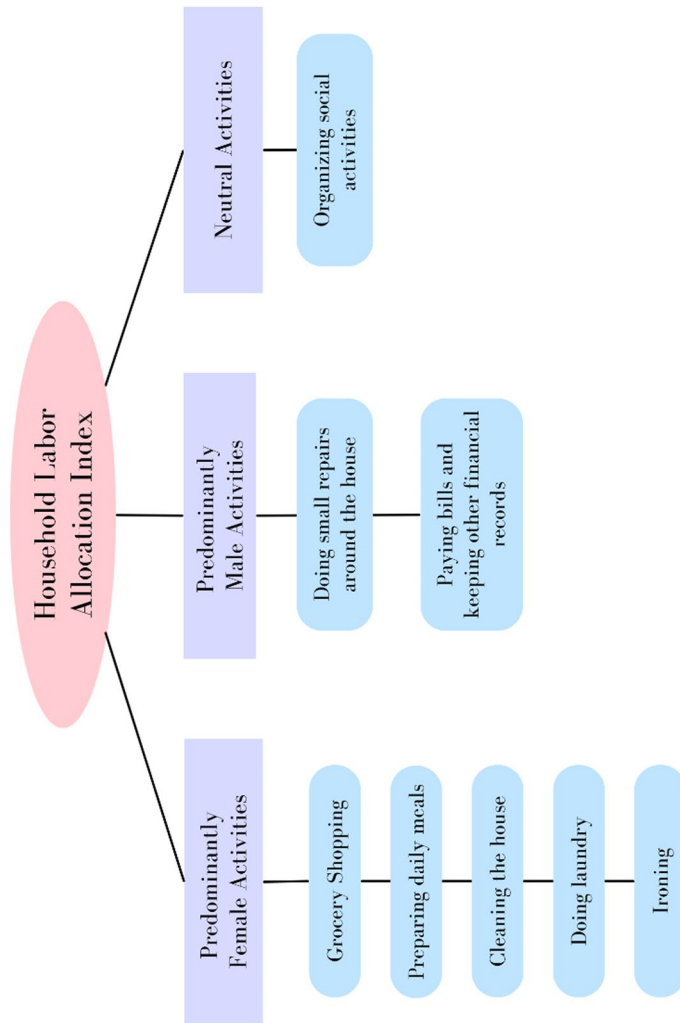 Household Labor
Allocation Index
Predominantly
Female Activities
Grocery Shopping
Preparing daily meals
Cleaning the house
Doing laundry
Ironing
Predominantly
Male Activities
Doing small repairs
around the house
Paying bills and
keeping other financial
records
Neutral Activities
Organizing social
activities